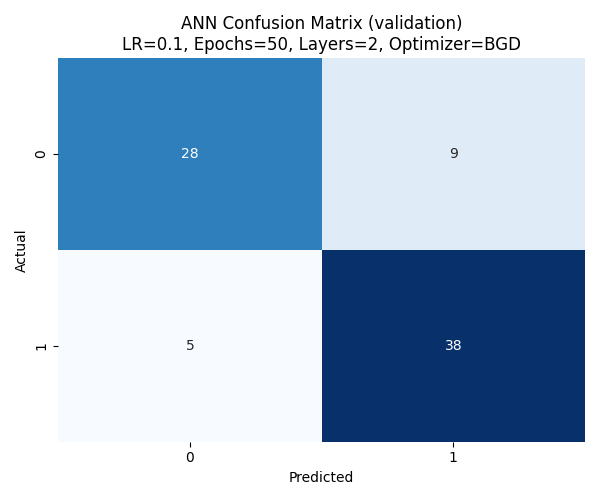 ANN Confusion Matrix (validation)
LR=0.1, Epochs=50, Layers=2, Optimizer=BGD
0
28
9
Actual
1
5
38
0
1
Predicted